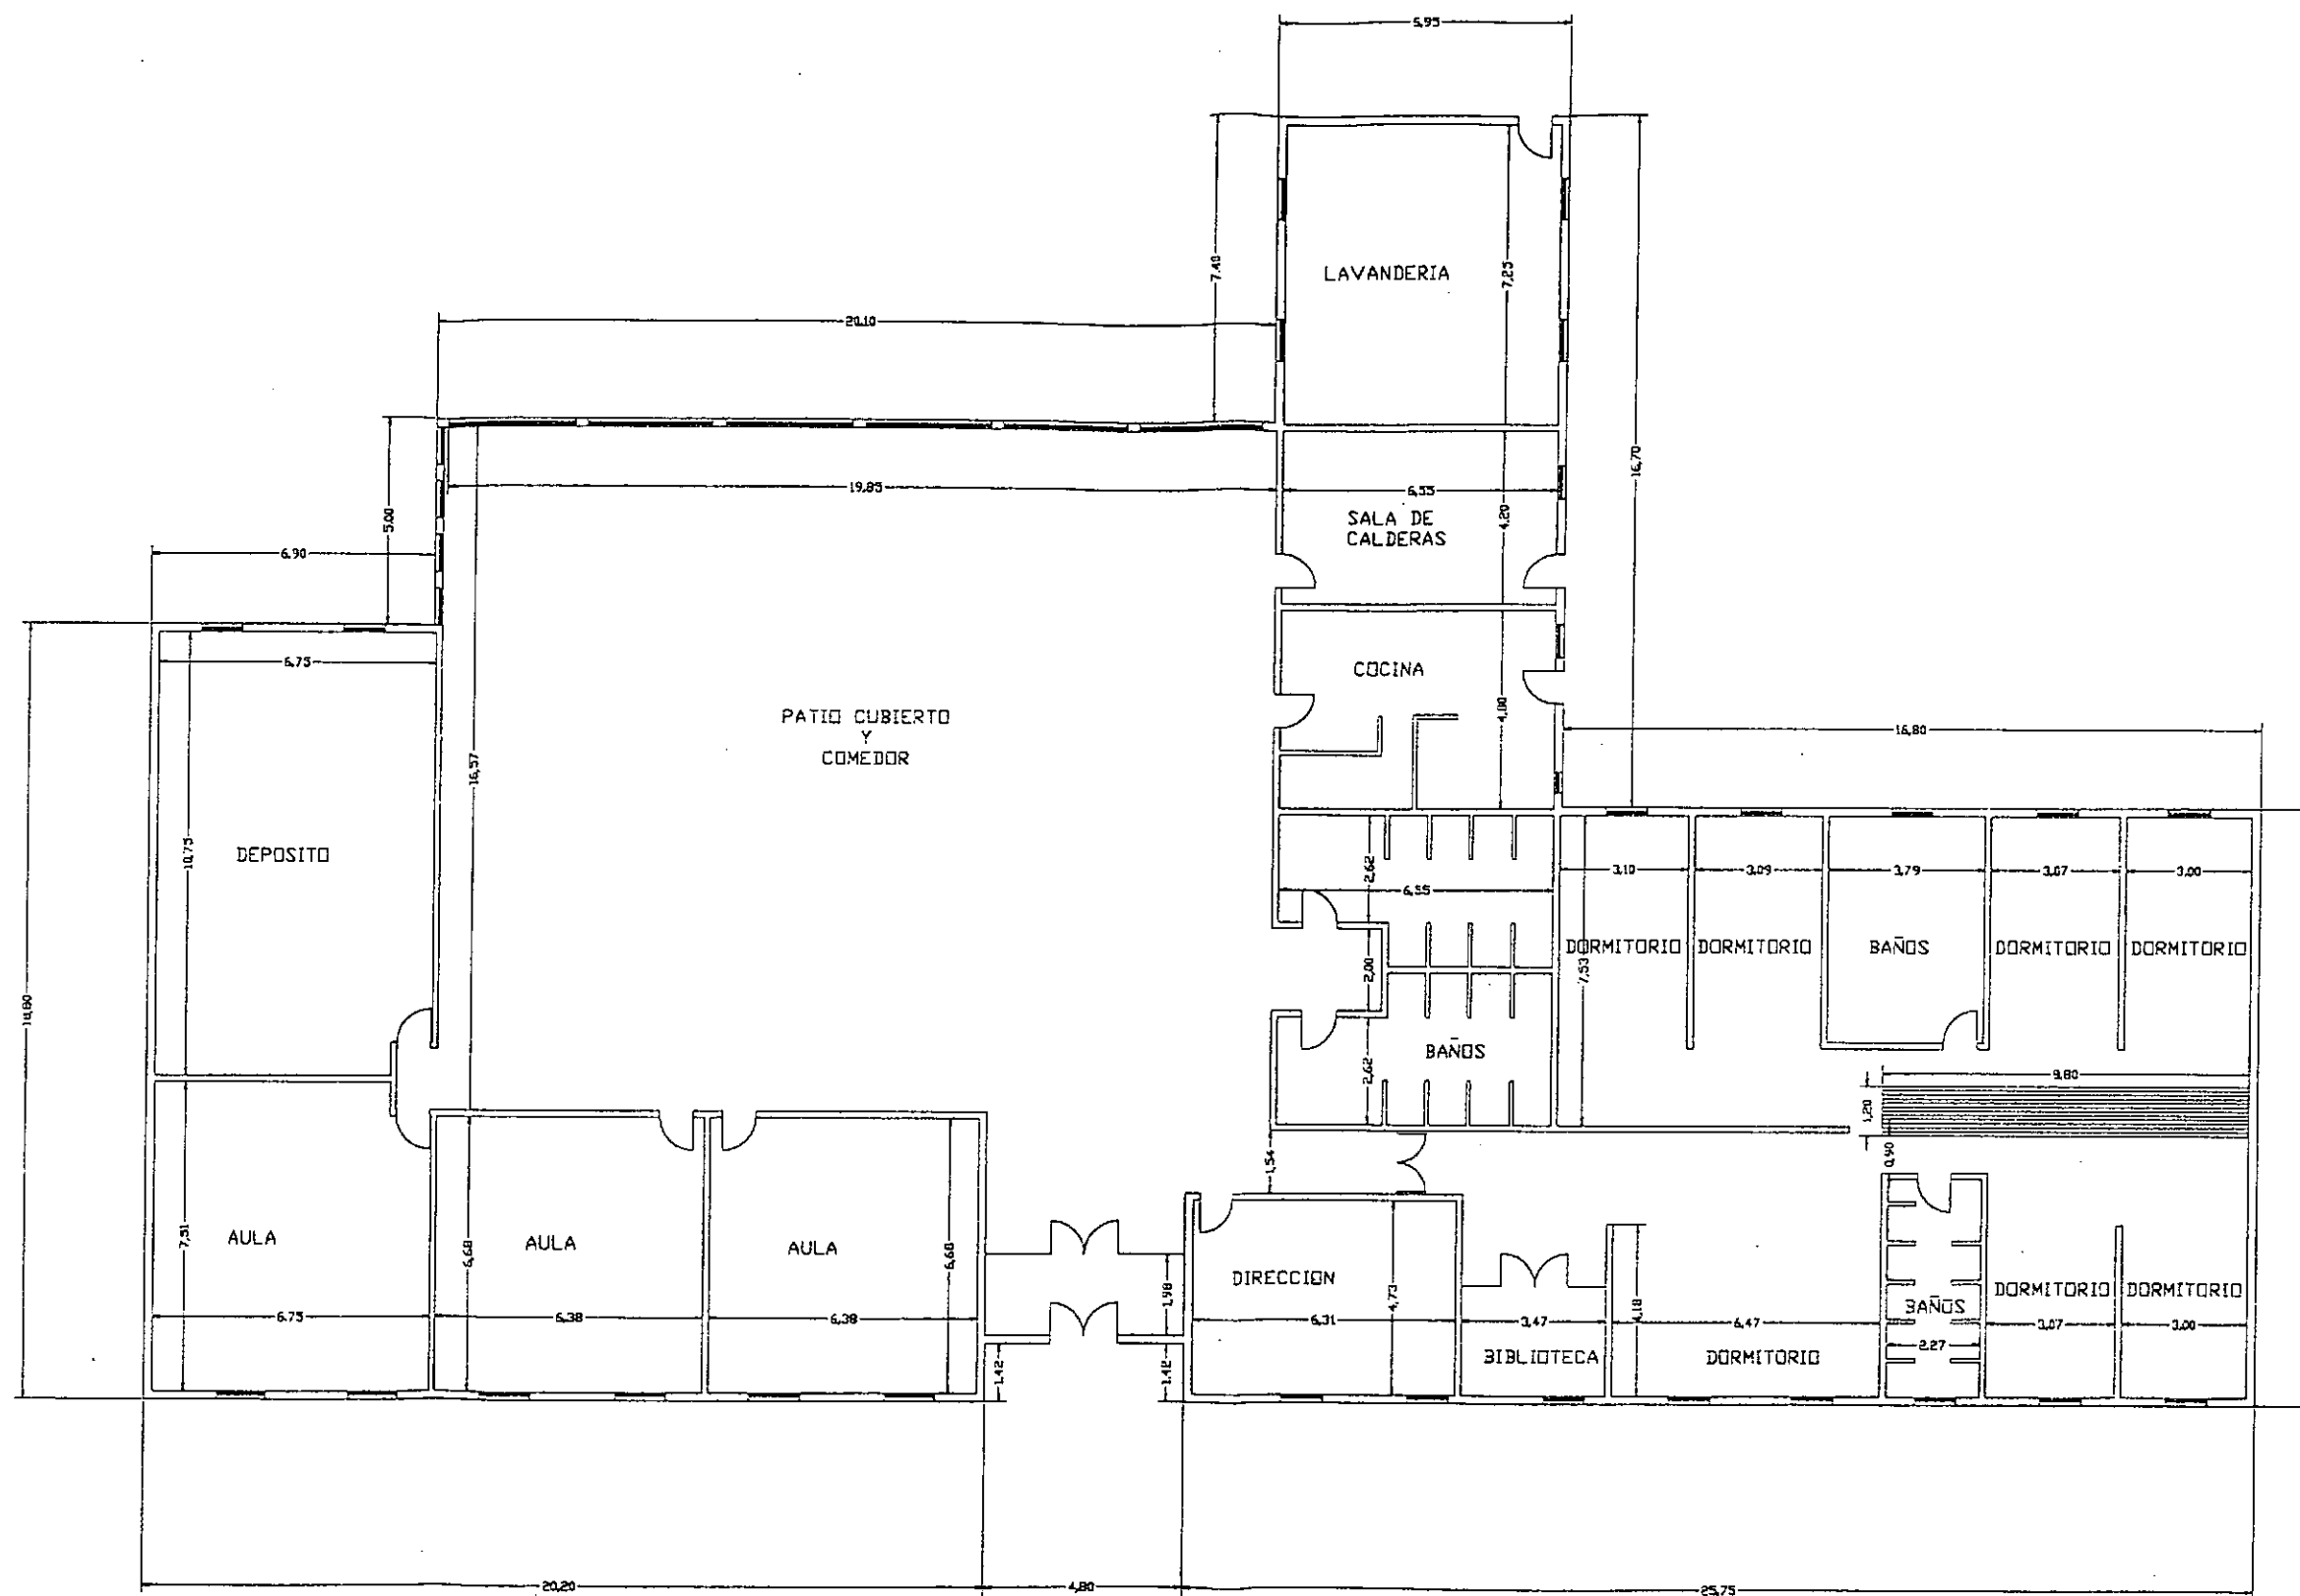 6,95
7.40
LAVANDERIA
7,25
16,70
20,10
19,85
6,55
SALA DE
CALDERAS
4,20
5,00
6,90
6,75
COCINA
4,80
PATIO CUBIERTO
Y
COMEDOR
16,57
16,80
18,80
10,75
DEPOSITO
2,62
6,55
3,10
3,09
3,79
3,07
3,00
DORMITORIO
DORMITORIO
BAÑOS
DORMITORIO
DORMITORIO
2,00
7,53
BAÑOS
2,62
9,80
1,20
0,90
1,54
AULA
AULA
AULA
7,51
6,68
6,68
6.75
6,38
6,38
1,98
1,42
1,42
DIRECCION
4,73
6,31
3,47
BIBLIOTECA
4,18
6,47
DORMITORIO
BAÑOS
2,27
DORMITORIO
DORMITORIO
3,07
3,00
20,20
4,80
25,75